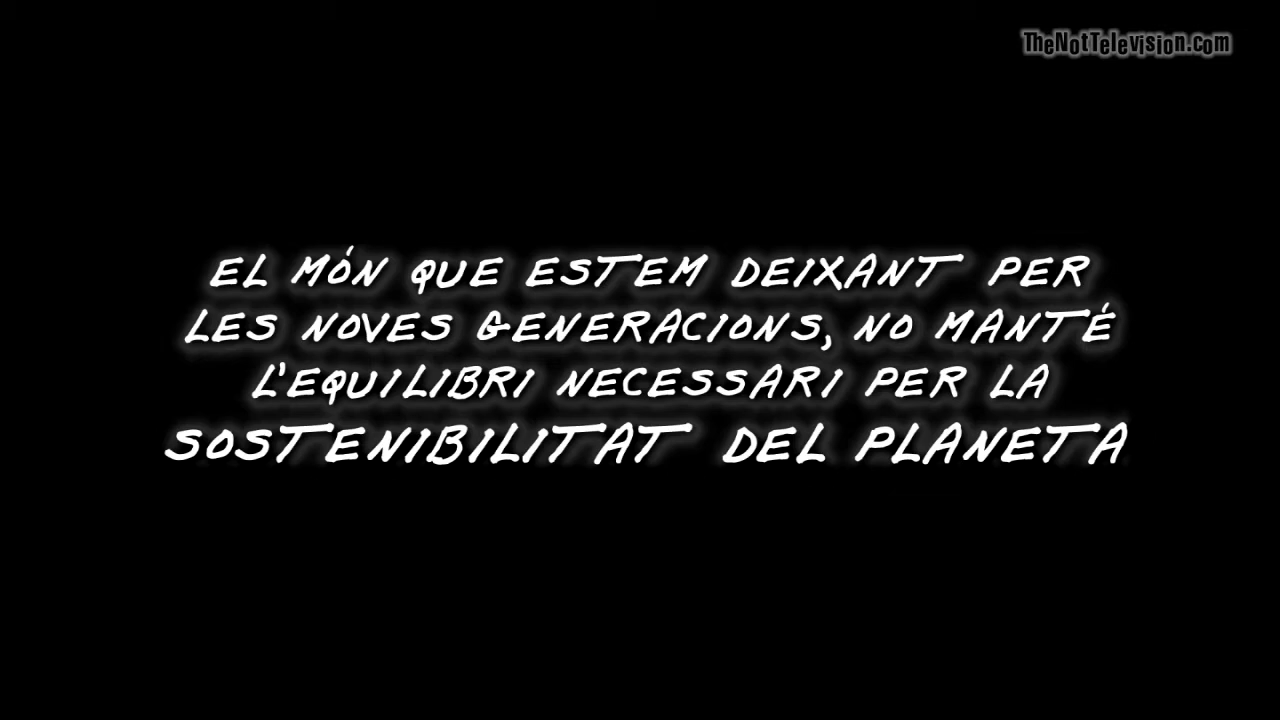 TheNotTelevision.com
EL MÓN QUE ESTEM DEIXANT PER
LES NOVES GENERACIONS, NO MANTÉ
L'EQUILIBRI NECESSARI PER LA
SOSTENIBILITAT DEL PLANETA